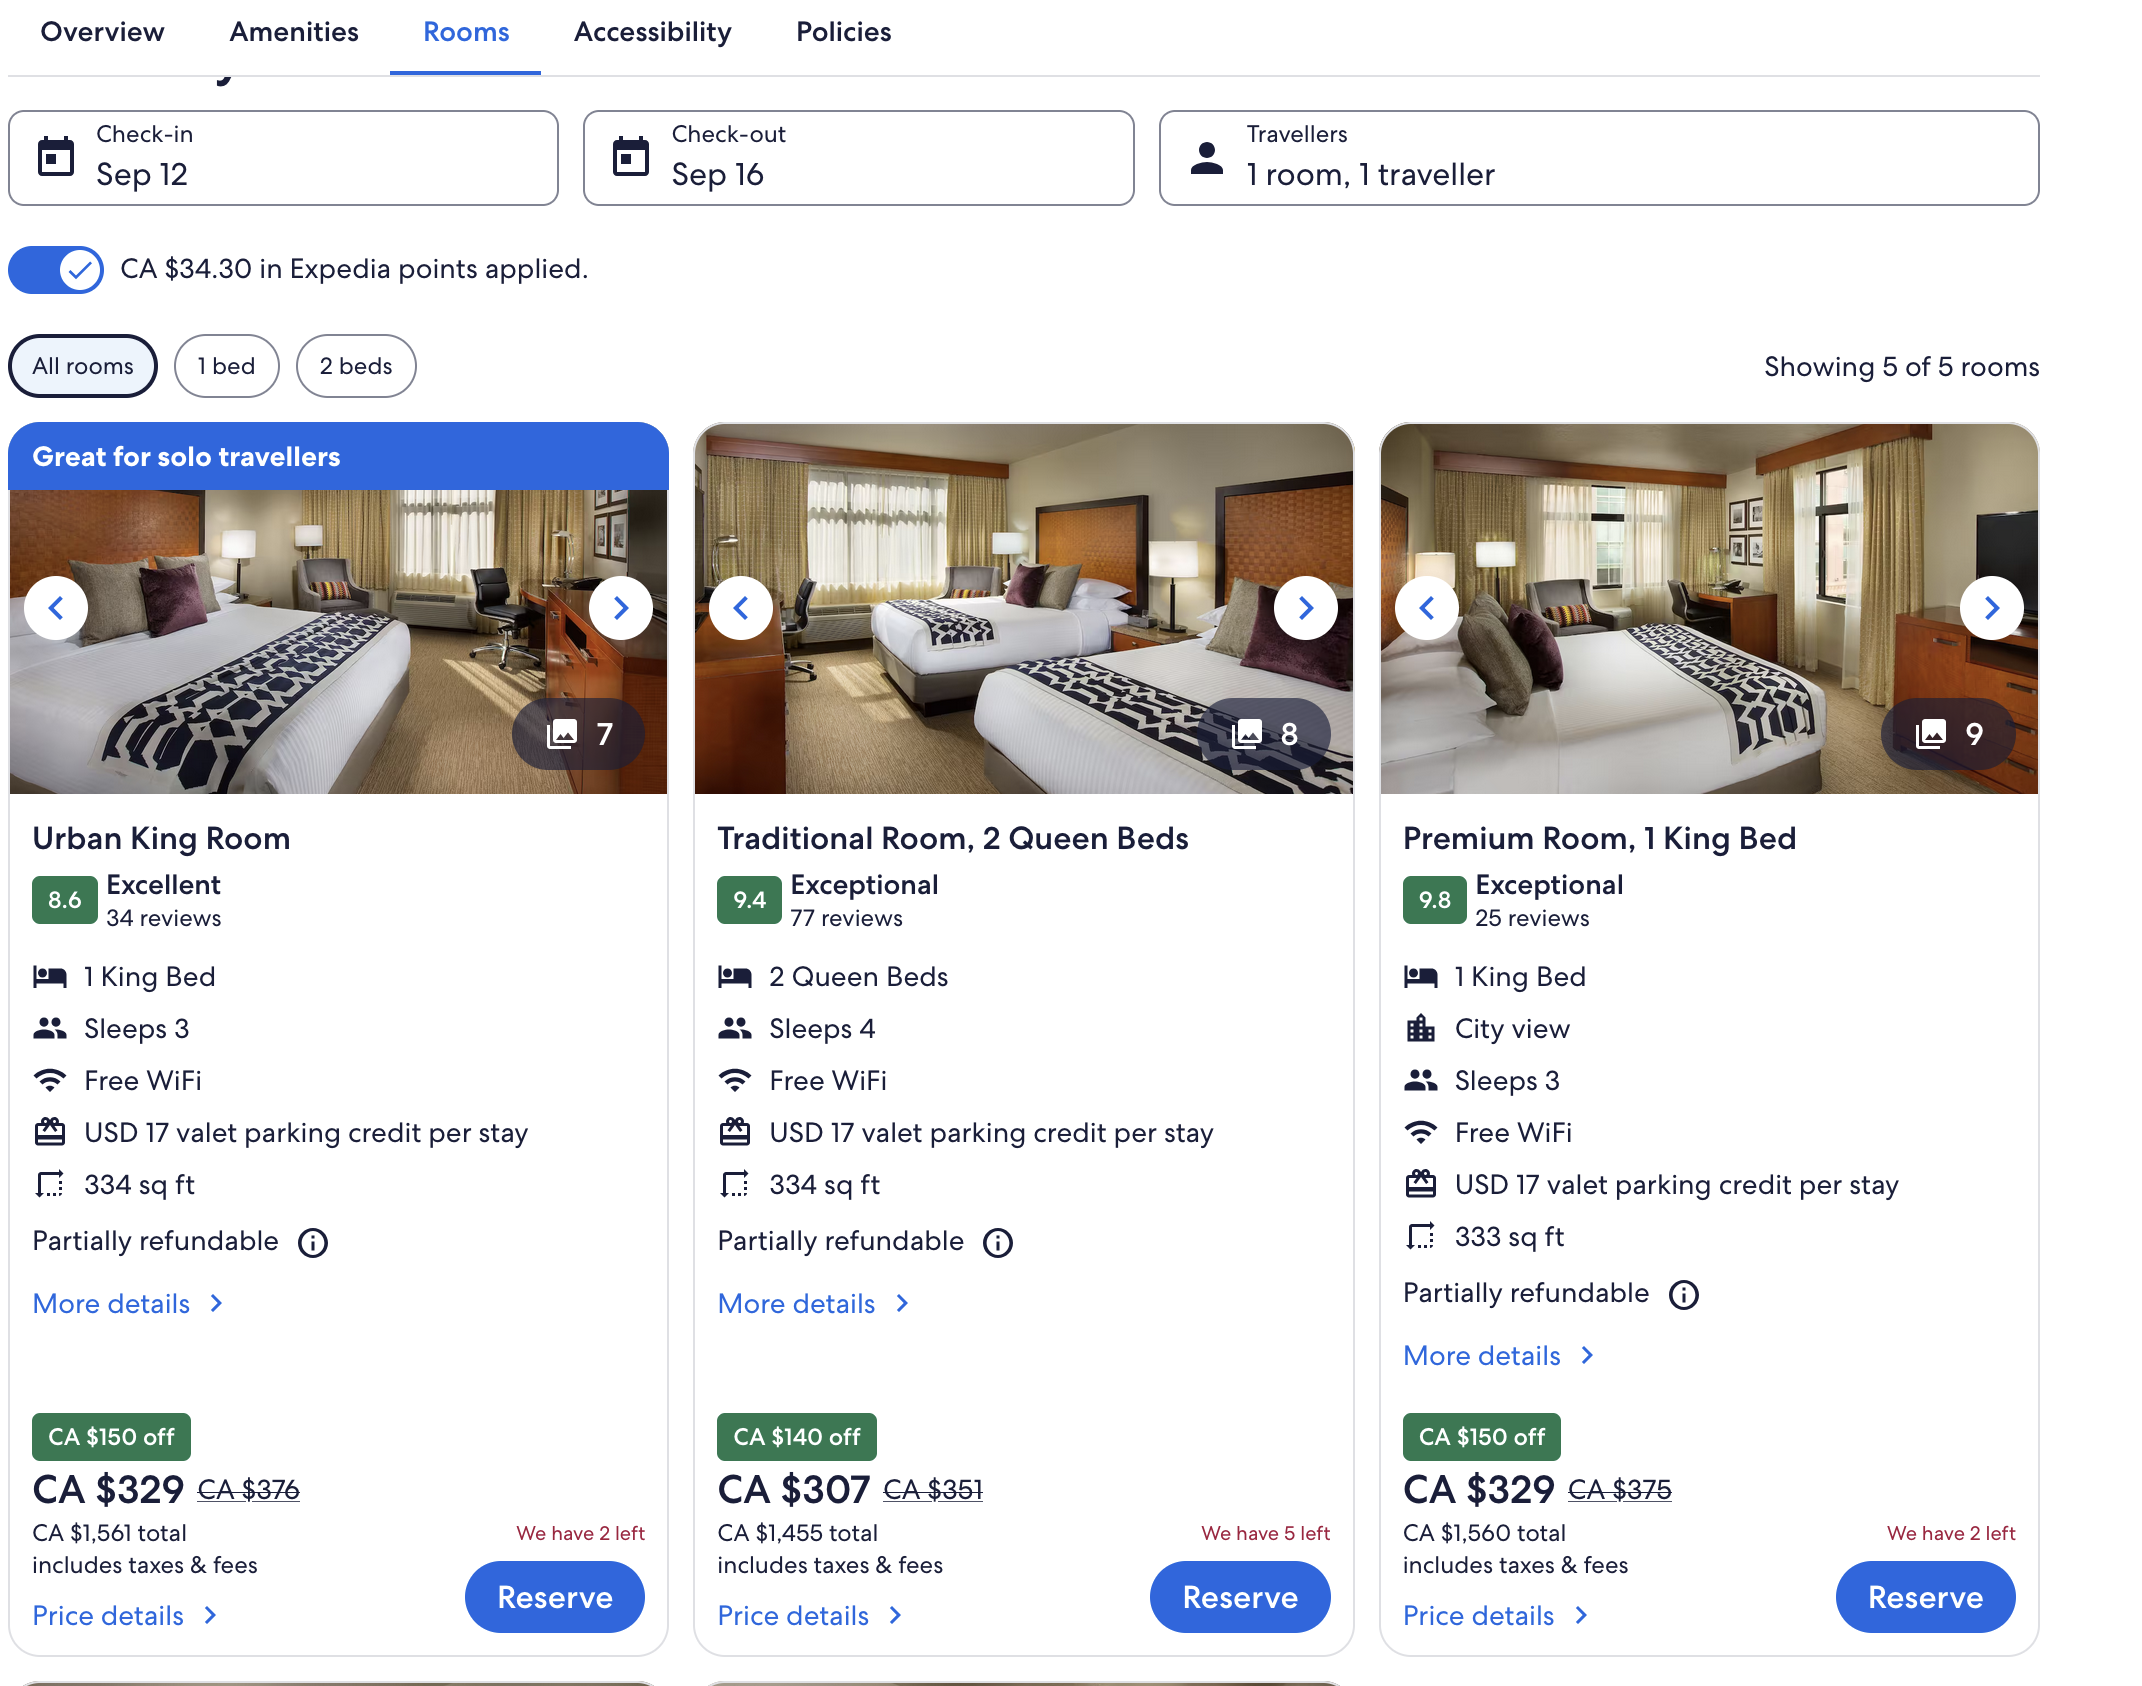 Overview
Amenities
Rooms
Accessibility
Policies
Check-in
Sep 12
Check-out
Sep 16
Travellers
1 room, 1 traveller
CA $34.30 in Expedia points applied.
All rooms
1 bed
2 beds
Showing 5 of 5 rooms
Great for solo travellers
7
Urban King Room
8.6
Excellent
34 reviews
1 King Bed
Sleeps 3
Free WiFi
USD 17 valet parking credit per stay
334 sq ft
Partially refundable
More details
CA $150 off
CA $329 CA $376
CA $1,561 total
includes taxes & fees
We have 2 left
Price details
Reserve
8
Traditional Room, 2 Queen Beds
9.4
Exceptional
77 reviews
2 Queen Beds
Sleeps 4
Free WiFi
USD 17 valet parking credit per stay
334 sq ft
Partially refundable
More details
CA $140 off
CA $307 CA $351
CA $1,455 total
includes taxes & fees
We have 5 left
Price details
Reserve
9
Premium Room, 1 King Bed
9.8
Exceptional
25 reviews
1 King Bed
City view
Sleeps 3
Free WiFi
USD 17 valet parking credit per stay
333 sq ft
Partially refundable
More details
CA $150 off
CA $329 CA $375
CA $1,560 total
includes taxes & fees
We have 2 left
Price details
Reserve